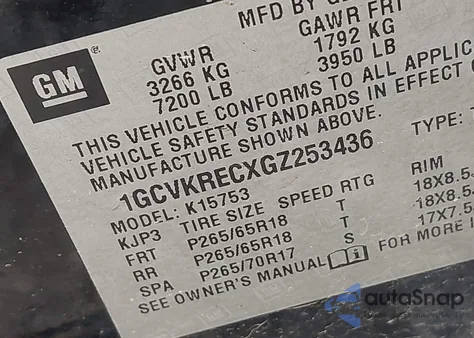 MFD BY GE
GVWR GAWR FRT
3266 KG 1792 KG
7200 LB 3950 LB
GM
®
THIS VEHICLE CONFORMS TO ALL APPLIC
VEHICLE SAFETY STANDARDS IN EFFECT
MANUFACTURE SHOWN ABOVE.
1GCVKRECXGZ253436 TYPE:
MODEL: K15753
KJP3 TIRE SIZE SPEED RTG RIM
FRT P265/65R18 T 18X8.5
RR P265/65R18 T 18X8.5
SPA P265/70R17 S 17X7.5
SEE OWNER'S MANUAL FOR MORE I
autoSnap